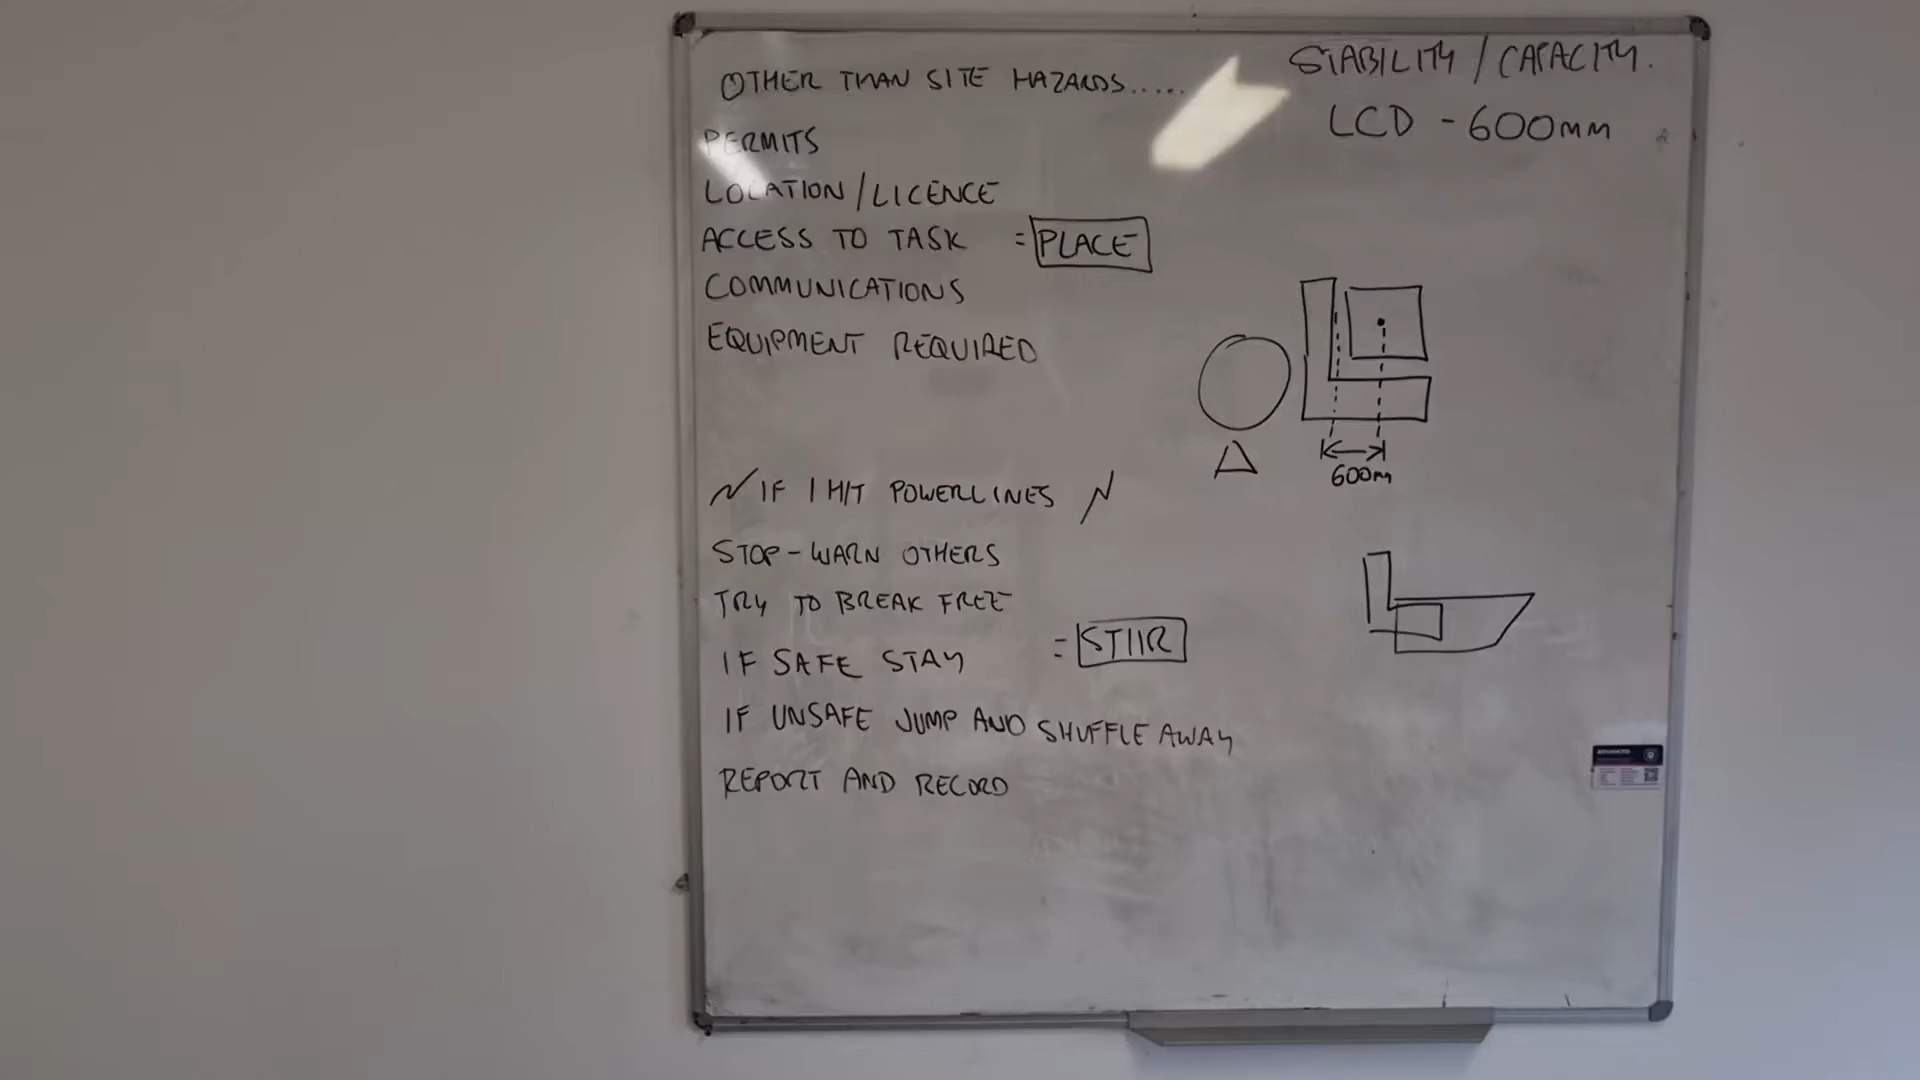 OTHER THAN SITE HAZARDS.....
PERMITS
LOCATION/LICENCE
ACCESS TO TASK = PLACE
COMMUNICATIONS
EQUIPMENT REQUIRED
IF I HIT POWERLINES
STOP-WARN OTHERS
TRY TO BREAK FREE
IF SAFE STAY = STIIR
IF UNSAFE JUMP AND SHUFFLE AWAY
REPORT AND RECORD
STABILITY/CAPACITY.
LCD - 600mm
600m